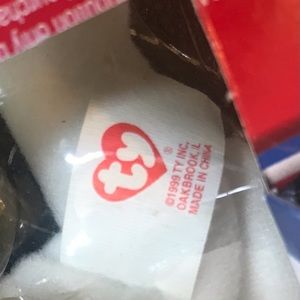 ty
®
©1999 TY INC.
OAKBROOK, IL
MADE IN CHINA